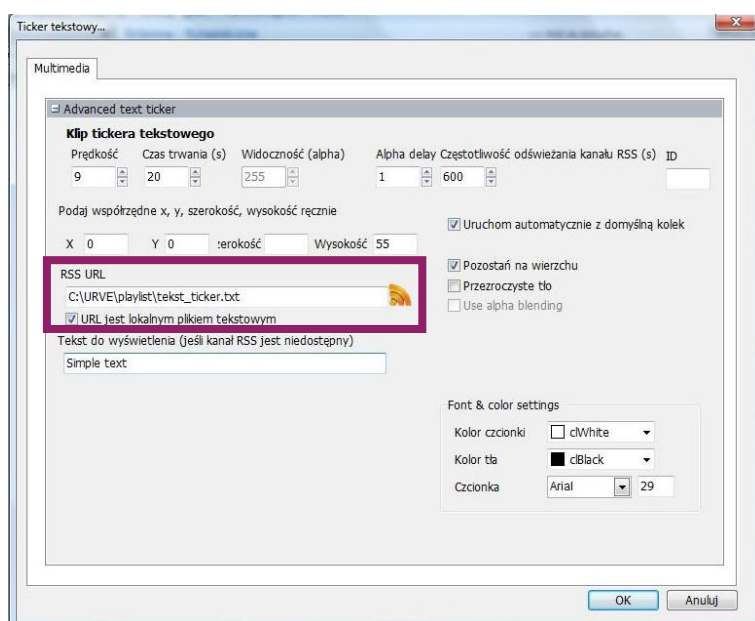 Ticker tekstowy...
Multimedia
Advanced text ticker
Klip tickera tekstowego
Prędkość Czas trwania (s) Widoczność (alpha) Alpha delay Częstotliwość odświeżania kanału RSS (s) ID
9 20 255 1 600
Podaj współrzędne x, y, szerokość, wysokość ręcznie
Uruchom automatycznie z domyślną kolek
X 0 Y 0 :erokość Wysokość 55
RSS URL
Pozostań na wierzchu
C:\URVE\playlist\tekst_ticker.txt
Przezroczyste tło
URL jest lokalnym plikiem tekstowym
Use alpha blending
Tekst do wyświetlenia (jeśli kanał RSS jest niedostępny)
Simple text
Font & color settings
Kolor czcionki clWhite
Kolor tła clBlack
Czcionka Arial 29
OK Anuluj